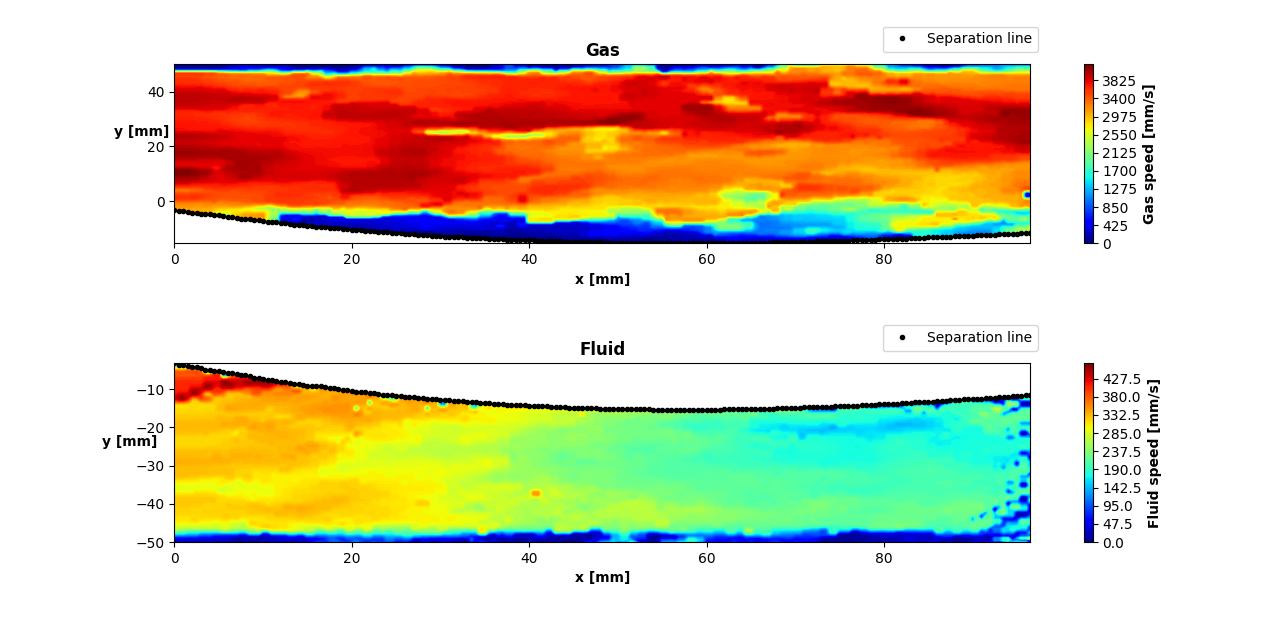 Separation line
Gas
40
20
0
y [mm]
0 20 40 60 80
x [mm]
3825
3400
2975
2550
2125
1700
1275
850
425
0
Gas speed [mm/s]
Separation line
Fluid
−10
−20
−30
−40
−50
y [mm]
0 20 40 60 80
x [mm]
427.5
380.0
332.5
285.0
237.5
190.0
142.5
95.0
47.5
0.0
Fluid speed [mm/s]